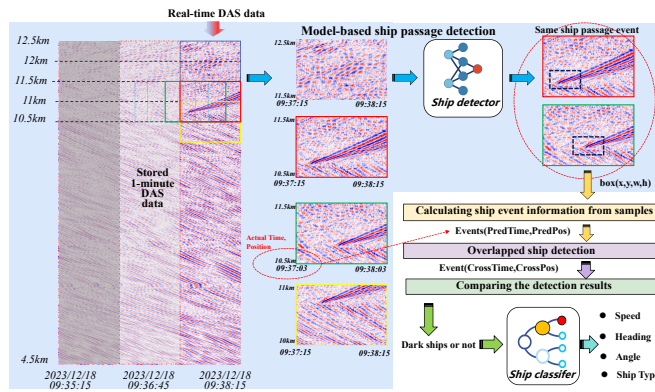 Real-time DAS data
12.5km
12km
11.5km
11km
10.5km
4.5km
Stored
1-minute
DAS
data
2023/12/18
09:35:15
2023/12/18
09:36:45
2023/12/18
09:38:15
Model-based ship passage detection
12.5km
11.5km
09:37:15
09:38:15
11.5km
10.5km
09:37:15
09:38:15
11.5km
10.5km
09:37:03
09:38:03
11km
10km
09:37:15
09:38:15
Actual Time,
Position
Ship detector
Same ship passage event
box(x,y,w,h)
Calculating ship event information from samples
Events(PredTime,PredPos)
Overlapped ship detection
Event(CrossTime,CrossPos)
Comparing the detection results
Dark ships or not
Ship classifer
Speed
Heading
Angle
Ship Typ